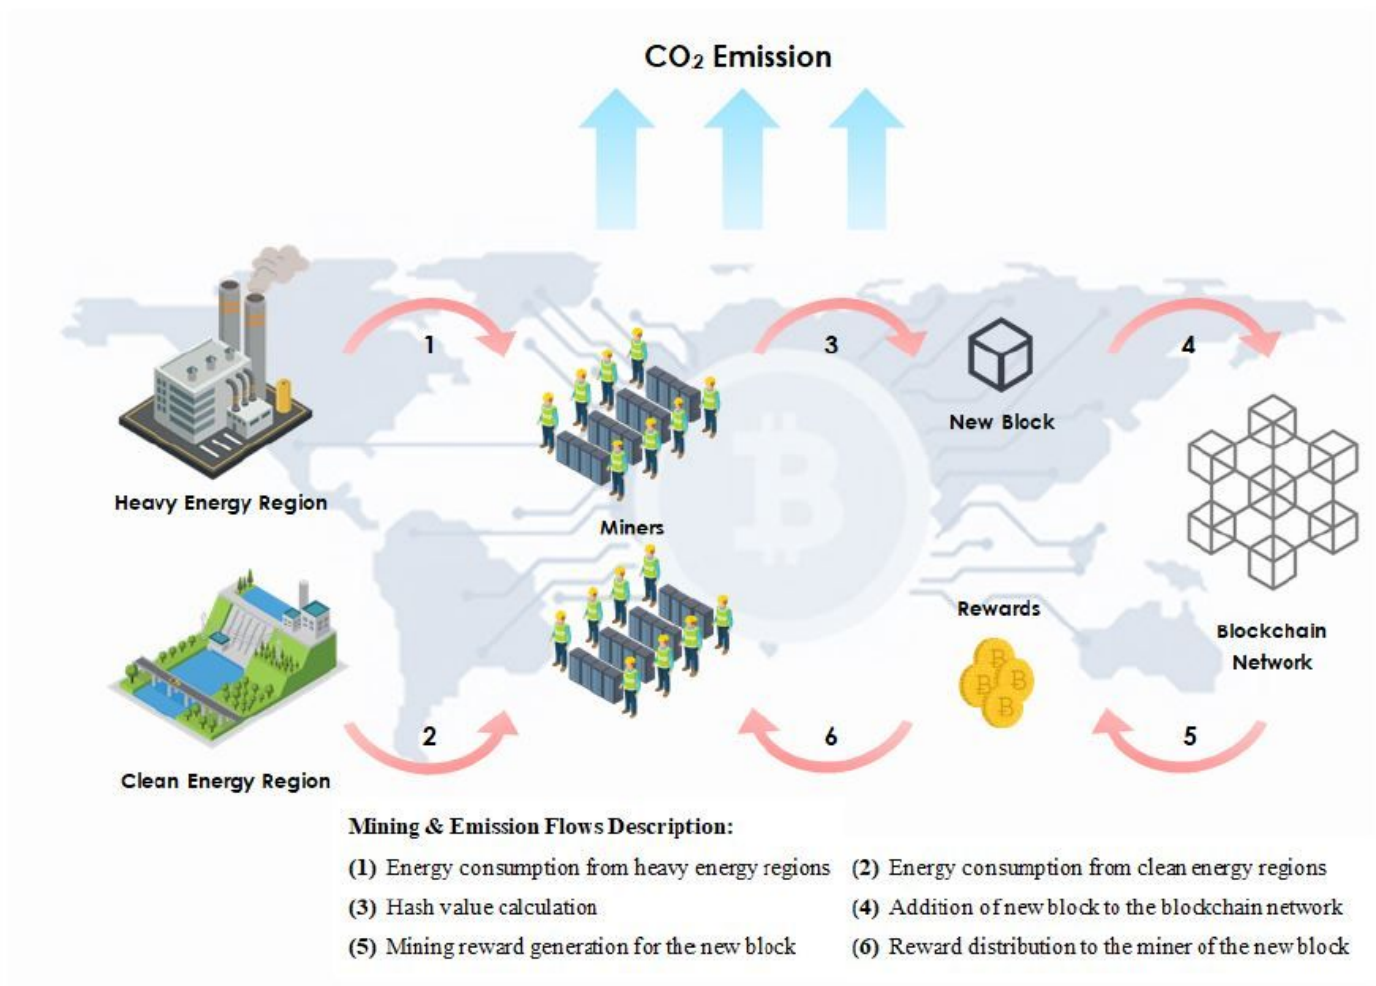 CO₂ Emission
1
3
4
New Block
Heavy Energy Region
Miners
Rewards
Blockchain
Network
2
6
5
Clean Energy Region
Mining & Emission Flows Description:
(1) Energy consumption from heavy energy regions (2) Energy consumption from clean energy regions
(3) Hash value calculation (4) Addition of new block to the blockchain network
(5) Mining reward generation for the new block (6) Reward distribution to the miner of the new block